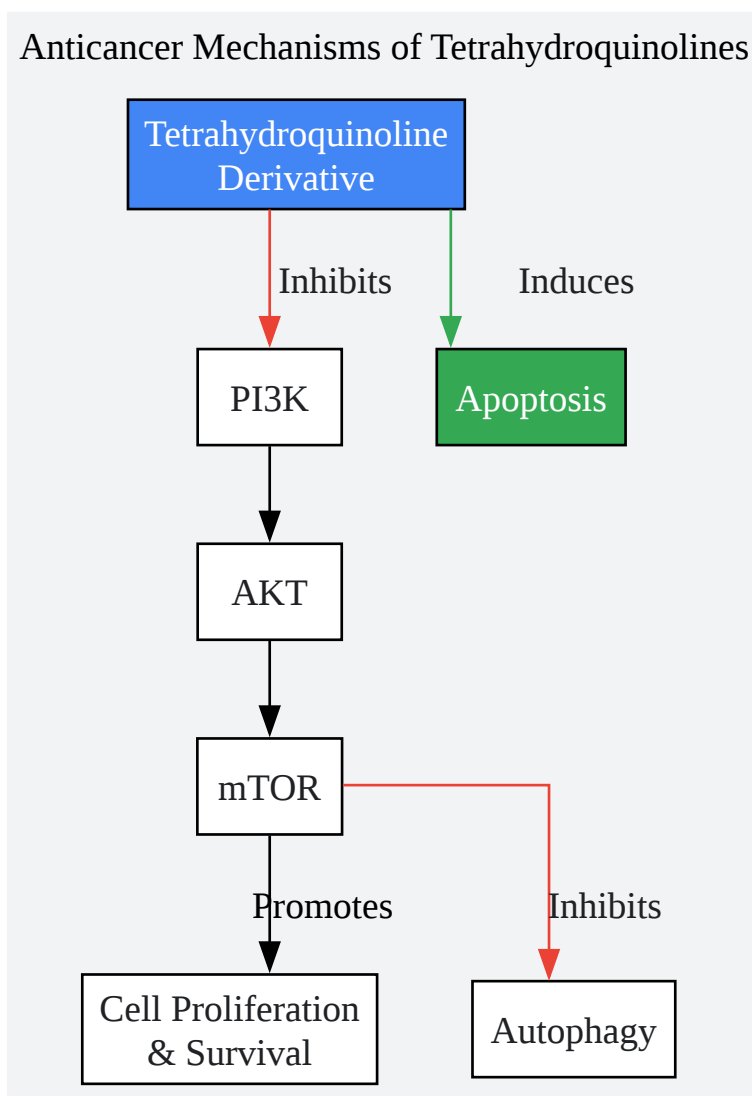 Anticancer Mechanisms of Tetrahydroquinolines
Tetrahydroquinoline
Derivative
Inhibits
Induces
PI3K
Apoptosis
AKT
mTOR
Promotes
Inhibits
Cell Proliferation
& Survival
Autophagy